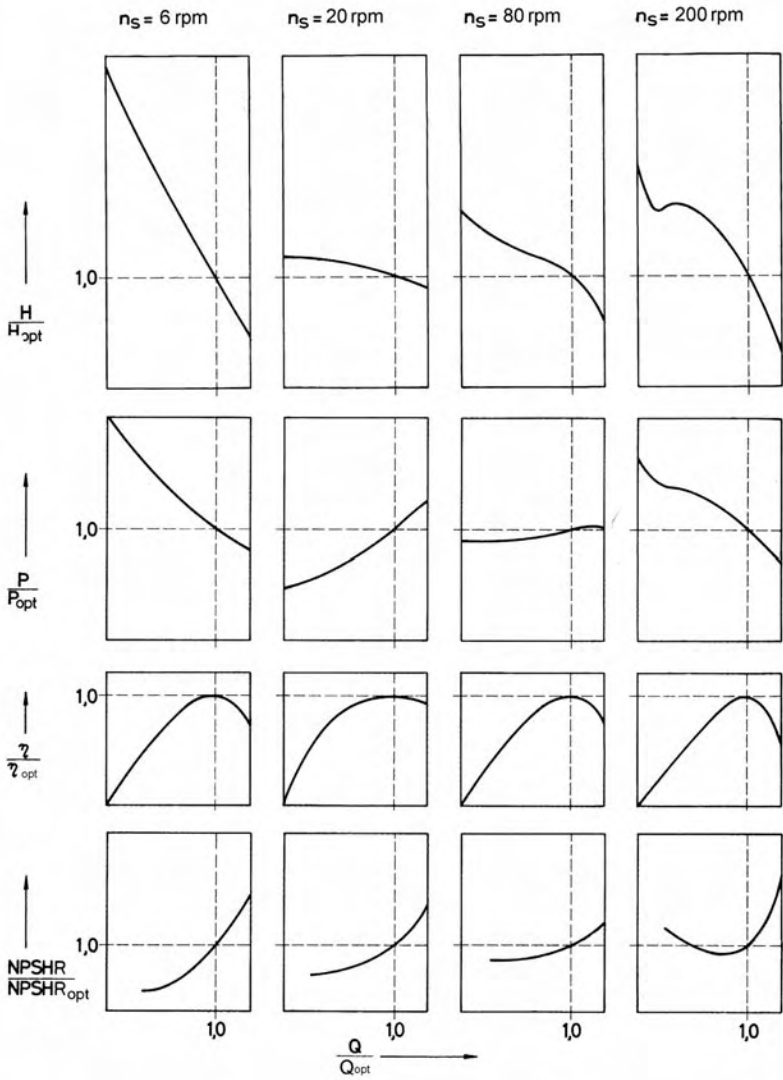 nS = 6 rpm
nS = 20 rpm
nS = 80 rpm
nS = 200 rpm
1,0
H
Hopt
1,0
P
Popt
1,0
η
ηopt
1,0
NPSHR
NPSHRopt
1,0
1,0
1,0
1,0
Q
Qopt